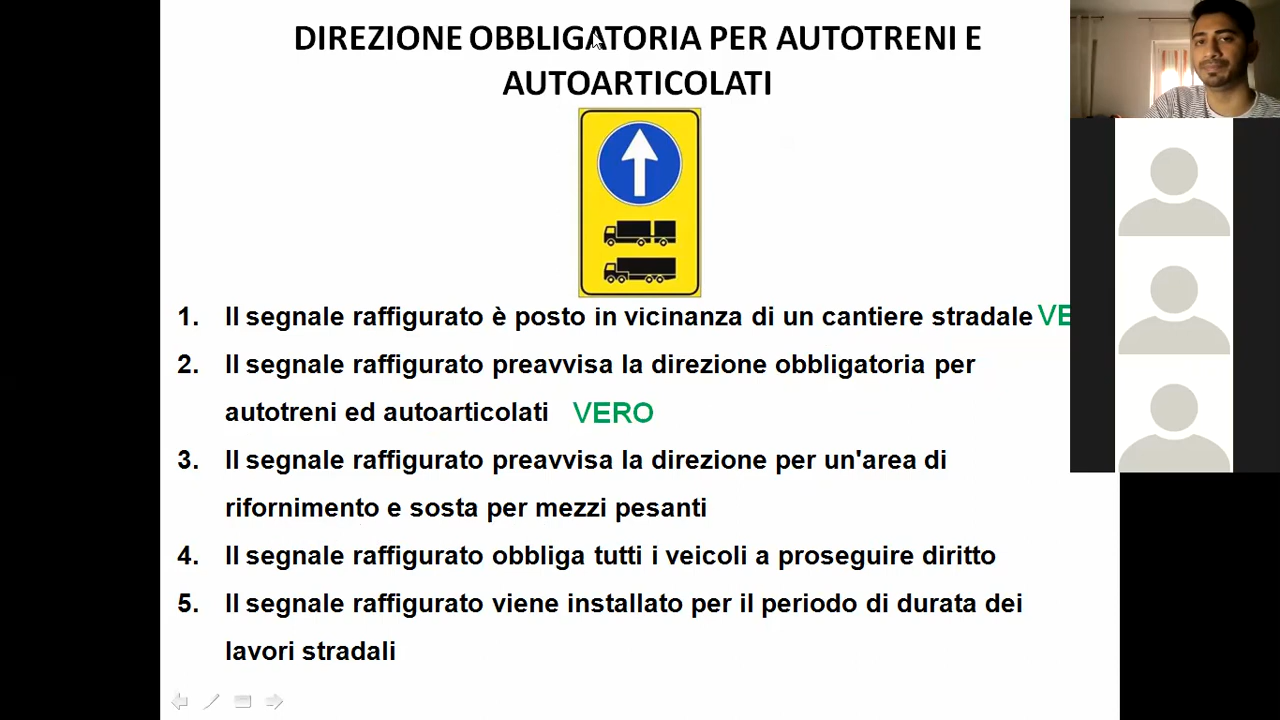 DIREZIONE OBBLIGATORIA PER AUTOTRENI E
AUTOARTICOLATI
1. Il segnale raffigurato è posto in vicinanza di un cantiere stradale VE
2. Il segnale raffigurato preavvisa la direzione obbligatoria per
autotreni ed autoarticolati VERO
3. Il segnale raffigurato preavvisa la direzione per un'area di
rifornimento e sosta per mezzi pesanti
4. Il segnale raffigurato obbliga tutti i veicoli a proseguire diritto
5. Il segnale raffigurato viene installato per il periodo di durata dei
lavori stradali